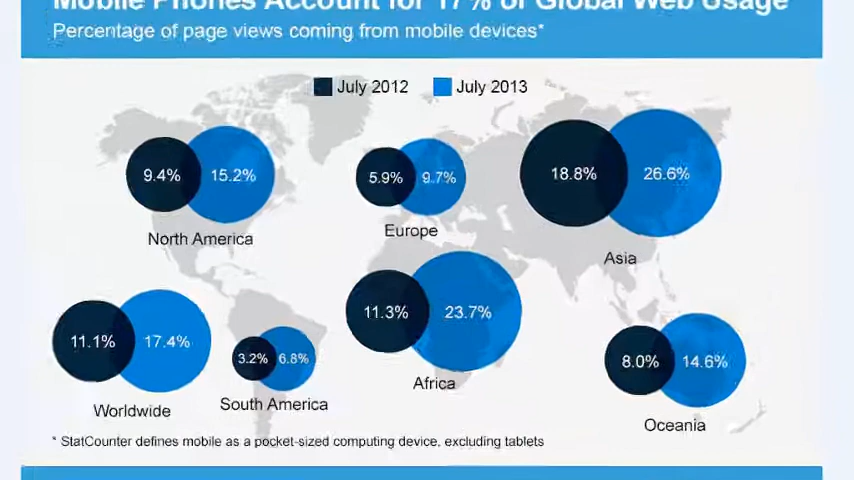 Mobile Phones Account for 17% of Global Web Usage
Percentage of page views coming from mobile devices*
July 2012 July 2013
9.4% 15.2%
North America
5.9% 9.7%
Europe
18.8% 26.6%
Asia
11.1% 17.4%
Worldwide
3.2% 6.8%
South America
11.3% 23.7%
Africa
8.0% 14.6%
Oceania
* StatCounter defines mobile as a pocket-sized computing device, excluding tablets